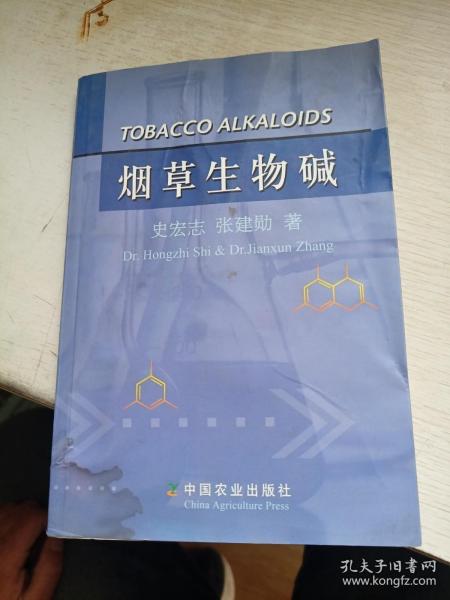 TOBACCO ALKALOIDS
烟草生物碱
史宏志 张建勋 著
Dr. Hongzhi Shi & Dr.Jianxun Zhang
中国农业出版社
China Agriculture Press
孔夫子旧书网
www.kongfz.com